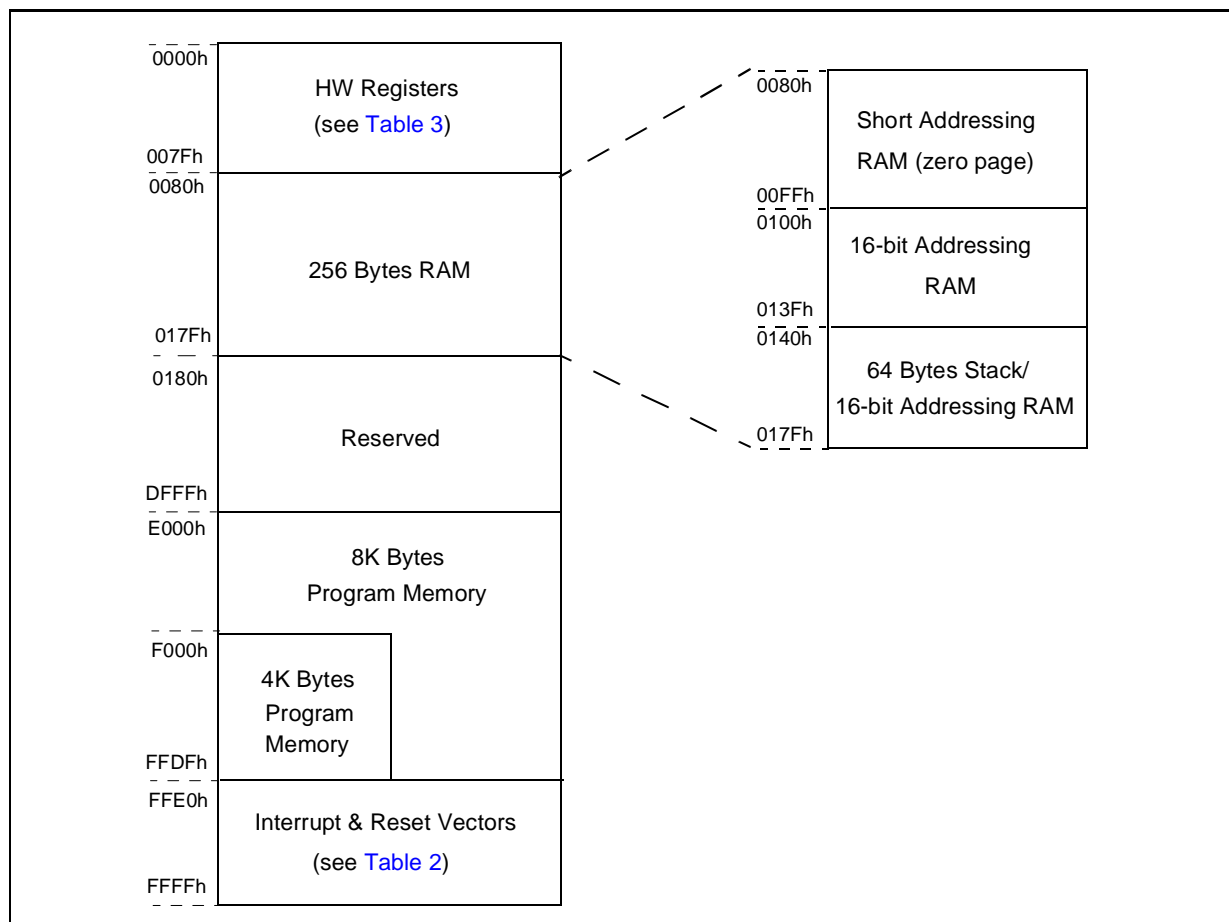 0000h
HW Registers
(see Table 3)
007Fh
0080h
256 Bytes RAM
017Fh
0180h
Reserved
DFFFh
E000h
8K Bytes
Program Memory
F000h
4K Bytes
Program
Memory
FFDFh
FFE0h
Interrupt & Reset Vectors
(see Table 2)
FFFFh
0080h
Short Addressing
RAM (zero page)
00FFh
0100h
16-bit Addressing
RAM
013Fh
0140h
64 Bytes Stack/
16-bit Addressing RAM
017Fh